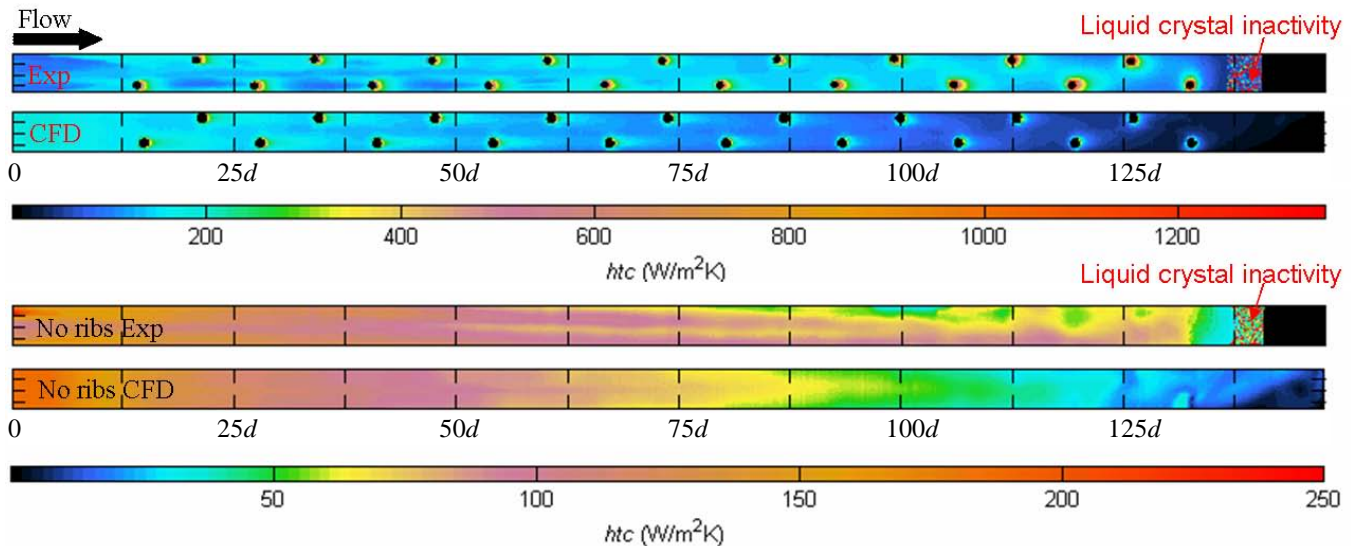 Flow
Liquid crystal inactivity
Exp
CFD
0 25d 50d 75d 100d 125d
200 400 600 800 1000 1200
htc (W/m²K)
Liquid crystal inactivity
No ribs Exp
No ribs CFD
0 25d 50d 75d 100d 125d
50 100 150 200 250
htc (W/m²K)